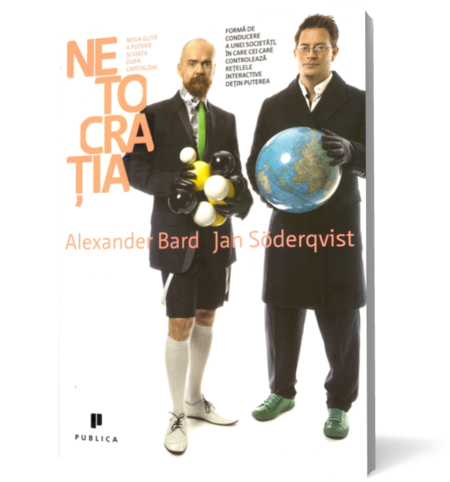 NE
TO
CRA
ȚIA
NOUA ELITĂ
A PUTERII
ȘI VIAȚA
DUPĂ
CAPITALISM
FORMĂ DE
CONDUCERE
A UNEI SOCIETĂȚI,
ÎN CARE CEI CARE
CONTROLEAZĂ
REȚELELE
INTERACTIVE
DEȚIN PUTEREA
Alexander Bard Jan Söderqvist
PUBLICA